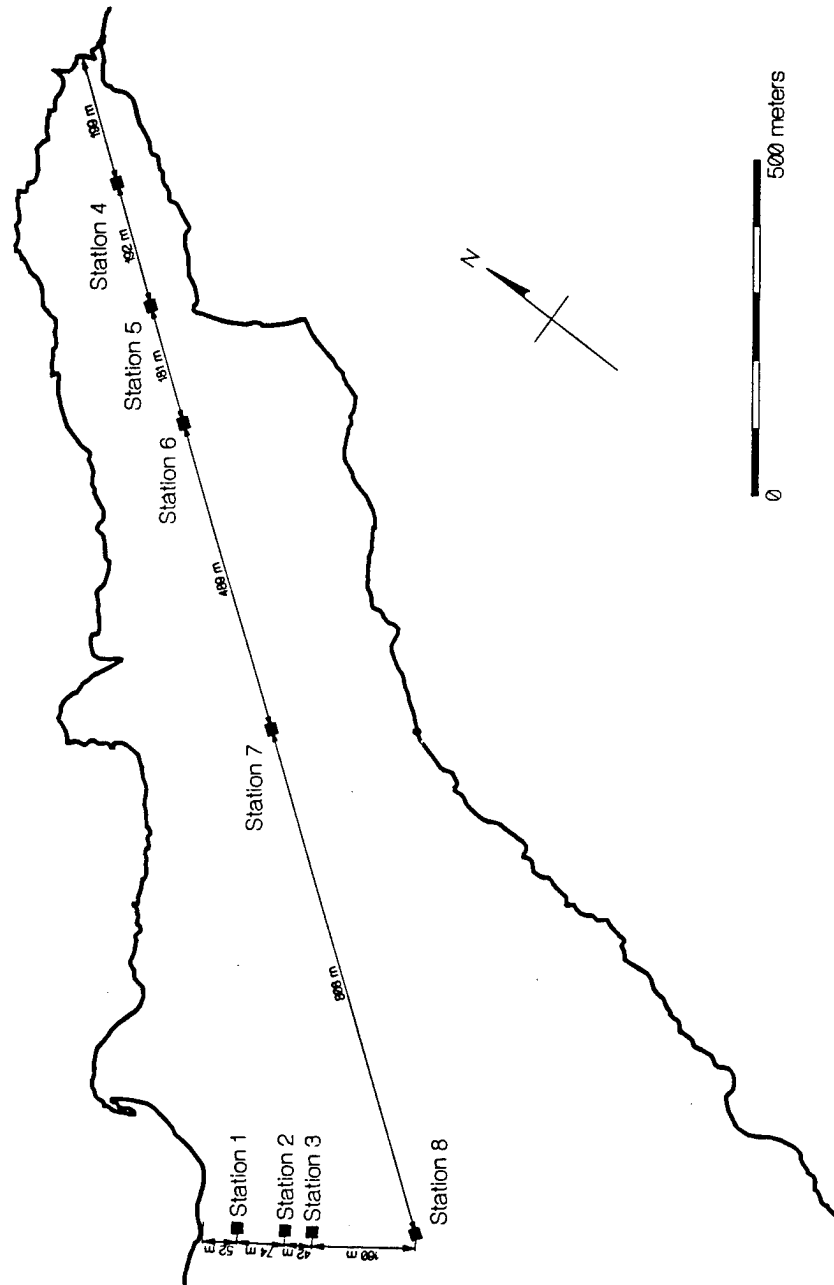 199 m
Station 4
192 m
Station 5
181 m
Station 6
489 m
Station 7
808 m
Station 8
Station 1
Station 2
Station 3
52 m
74 m
42 m
160 m
N
0
500 meters